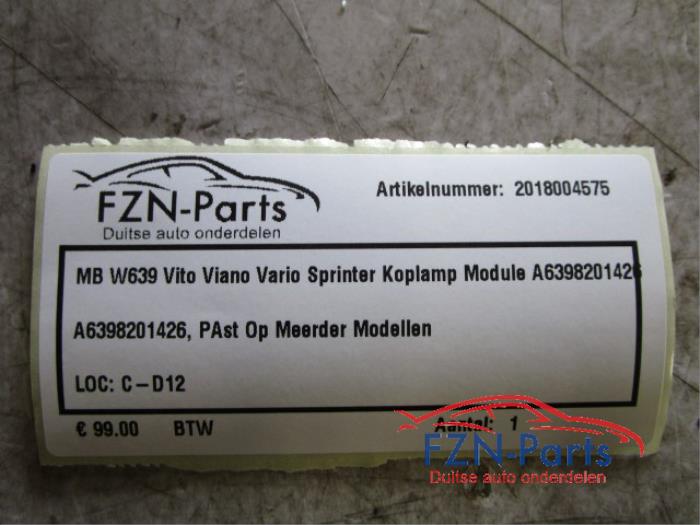 FZN-Parts
Duitse auto onderdelen
Artikelnummer: 2018004575
MB W639 Vito Viano Vario Sprinter Koplamp Module A6398201426
A6398201426, PAst Op Meerder Modellen
LOC: C-D12
€ 99.00 BTW
Aantal: 1
FZN-Parts
Duitse auto onderdelen